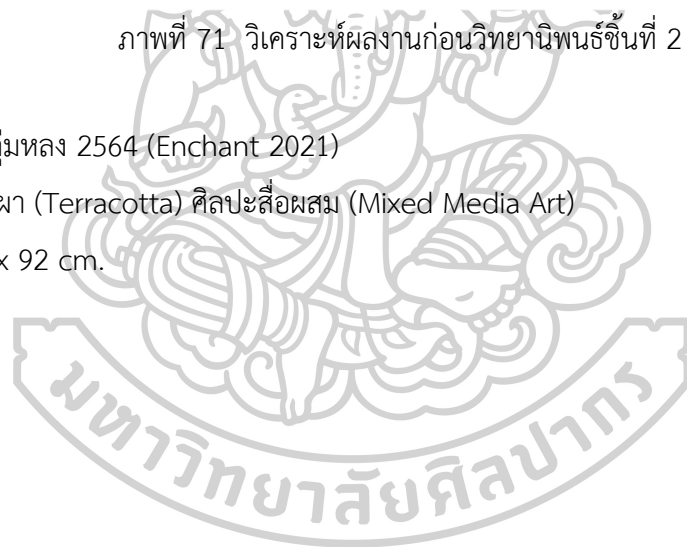 ภาพที่ 71 วิเคราะห์ผลงานก่อนวิทยานิพนธ์ชิ้นที่ 2
2564 (Enchant 2021)
(Terracotta) ศิลปะสื่อผสม (Mixed Media Art)
x 92 cm.
มหาวิทยาลัยศิลปากร